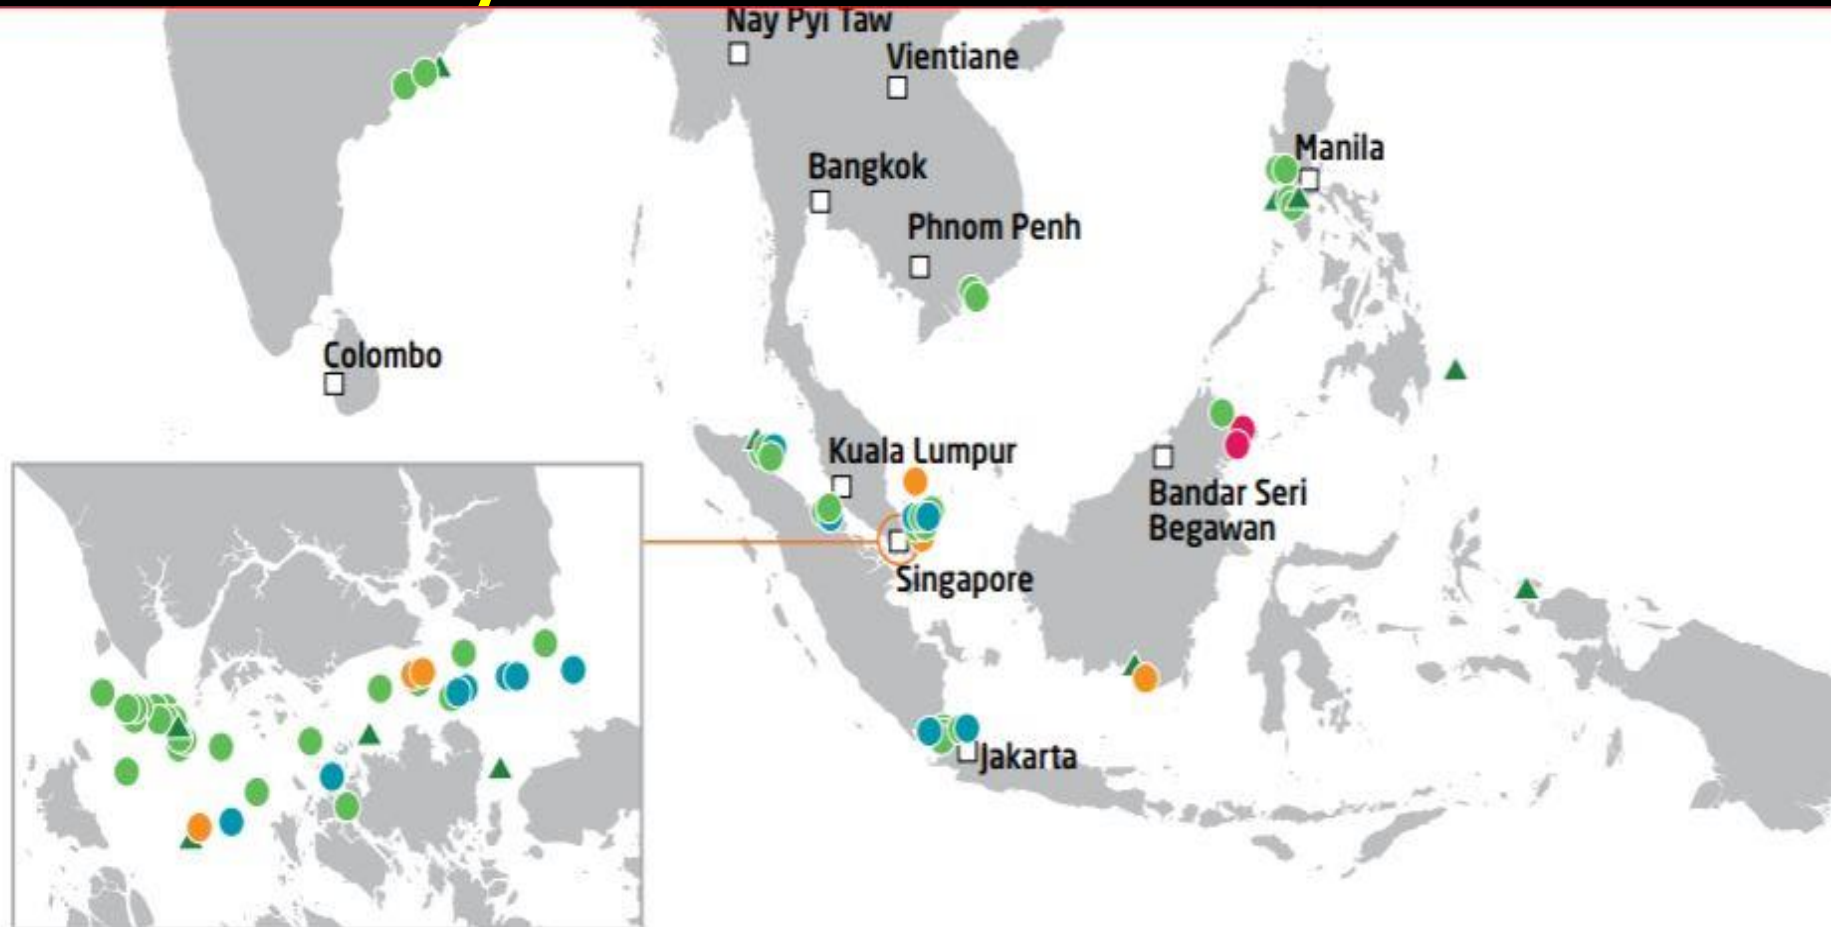 Nay Pyi Taw
Vientiane
Manila
Bangkok
Phnom Penh
Colombo
Kuala Lumpur
Bandar Seri
Begawan
Singapore
Jakarta